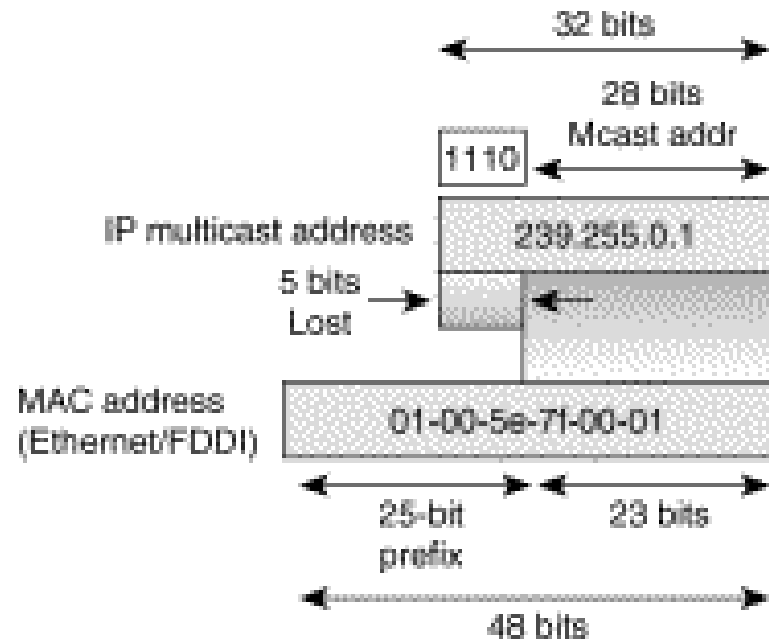 32 bits
28 bits
Mcast addr
1110
IP multicast address
239.255.0.1
5 bits
Lost
MAC address
(Ethernet/FDDI)
01-00-5e-7f-00-01
25-bit
prefix
23 bits
48 bits